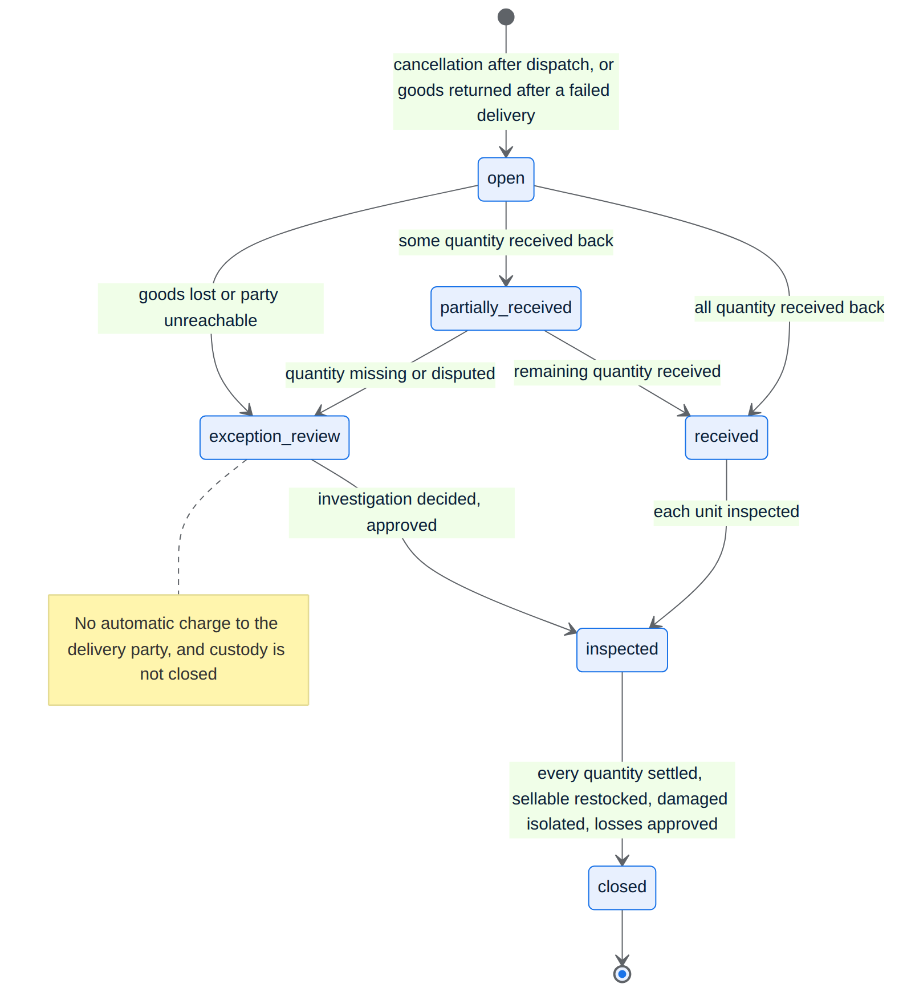 cancellation after dispatch, or
goods returned after a failed
delivery
open
some quantity received back
goods lost or party
unreachable
partially_received
all quantity received back
quantity missing or disputed
remaining quantity received
exception_review
received
investigation decided,
approved
each unit inspected
No automatic charge to the
delivery party, and custody is
not closed
inspected
every quantity settled,
sellable restocked, damaged
isolated, losses approved
closed